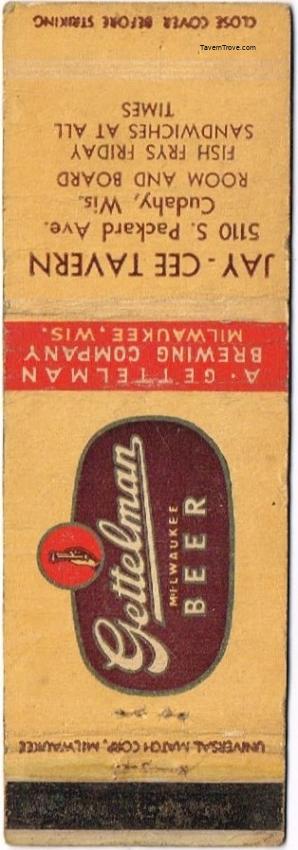 CLOSE COVER BEFORE STRIKING
TavernTrove.com
JAY-CEE TAVERN
5110 S. Packard Ave.
Cudahy, Wis.
ROOM AND BOARD
FISH FRYS FRIDAY
SANDWICHES AT ALL
TIMES
A. GETTELMAN
BREWING COMPANY
MILWAUKEE, WIS.
Gettelman
MILWAUKEE
BEER
UNIVERSAL MATCH CORP., MILWAUKEE